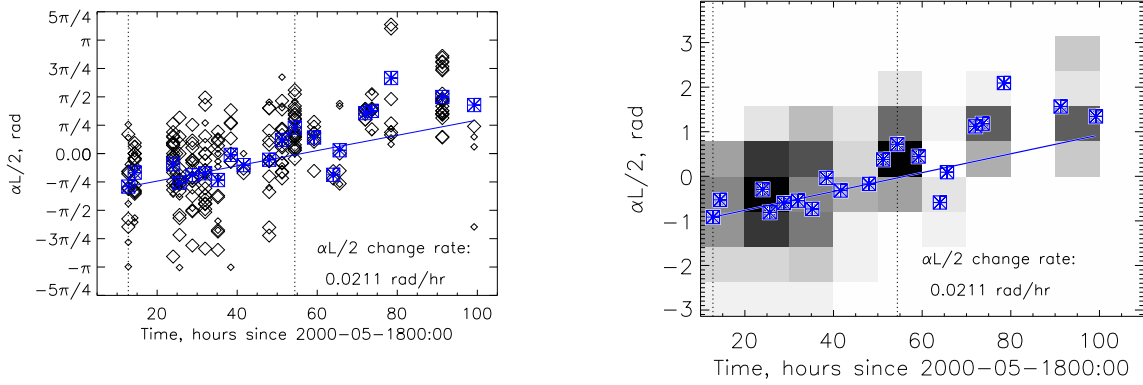 5π/4
π
3π/4
π/2
π/4
0.00
−π/4
−π/2
−3π/4
−π
−5π/4
αL/2, rad
αL/2 change rate:
0.0211 rad/hr
20 40 60 80 100
Time, hours since 2000−05−1800:00
3
2
1
0
−1
−2
−3
αL/2, rad
αL/2 change rate:
0.0211 rad/hr
20 40 60 80 100
Time, hours since 2000−05−1800:00